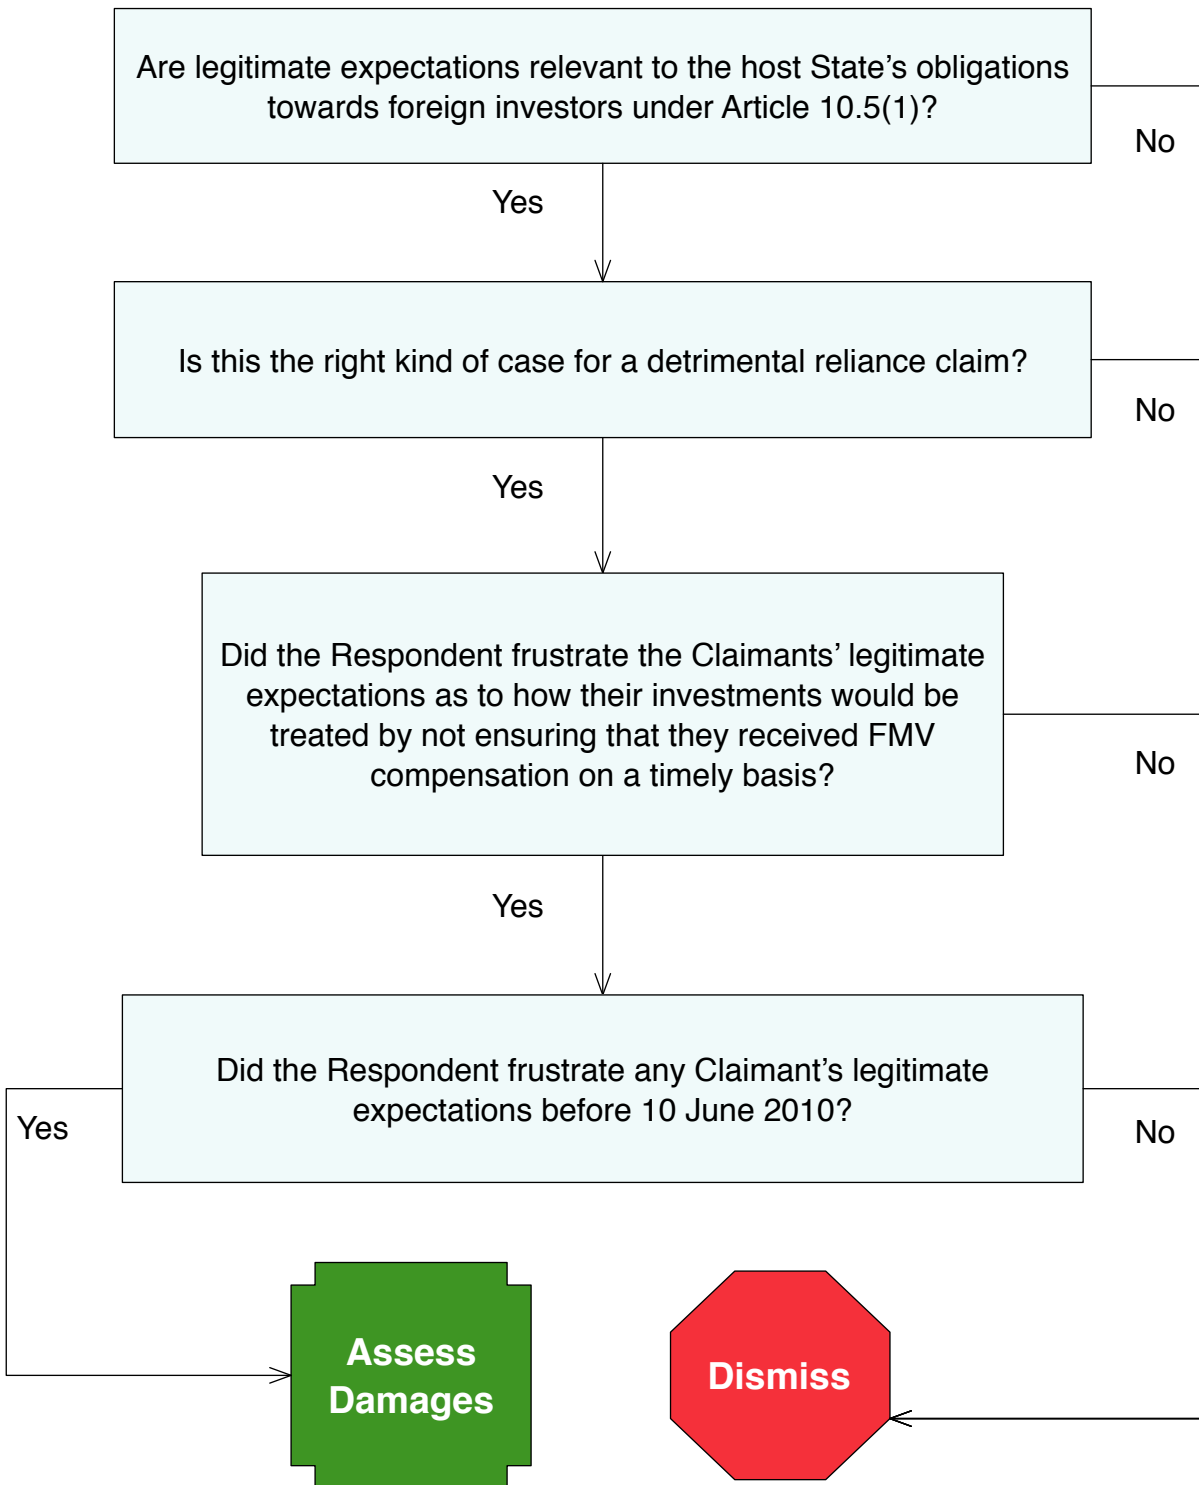 Are legitimate expectations relevant to the host State’s obligations
towards foreign investors under Article 10.5(1)?
No
Yes
Is this the right kind of case for a detrimental reliance claim?
No
Yes
Did the Respondent frustrate the Claimants’ legitimate
expectations as to how their investments would be
treated by not ensuring that they received FMV
compensation on a timely basis?
No
Yes
Did the Respondent frustrate any Claimant’s legitimate
expectations before 10 June 2010?
Yes
No
Assess
Damages
Dismiss